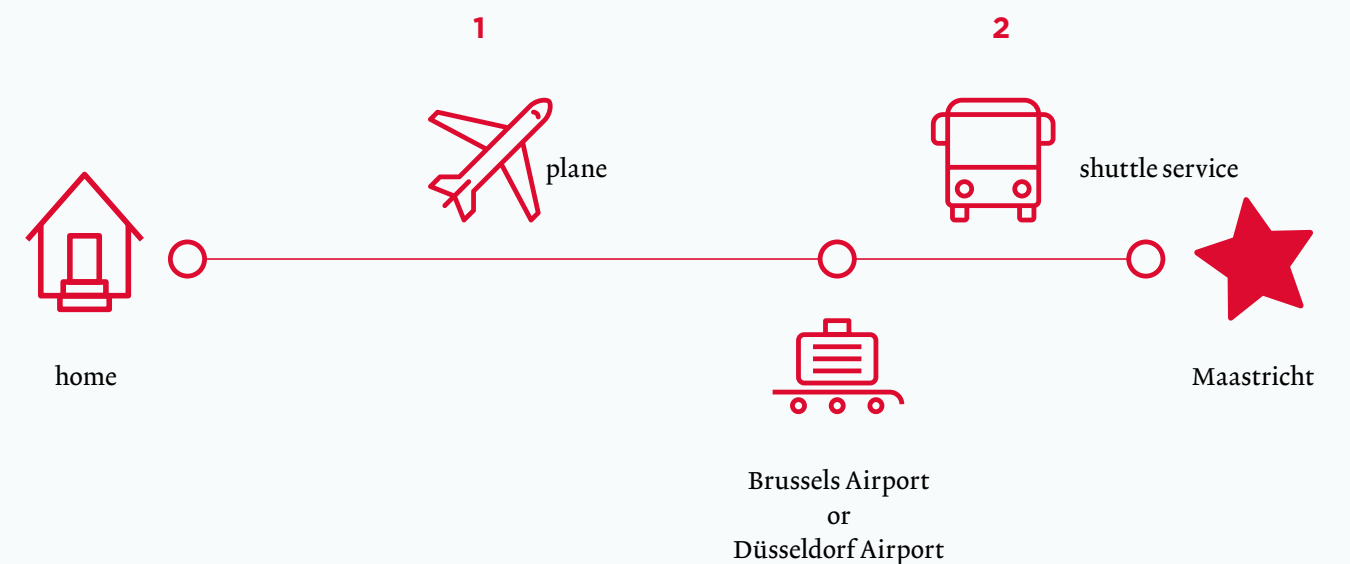 1
2
plane
shuttle service
home
Maastricht
Brussels Airport
or
Düsseldorf Airport